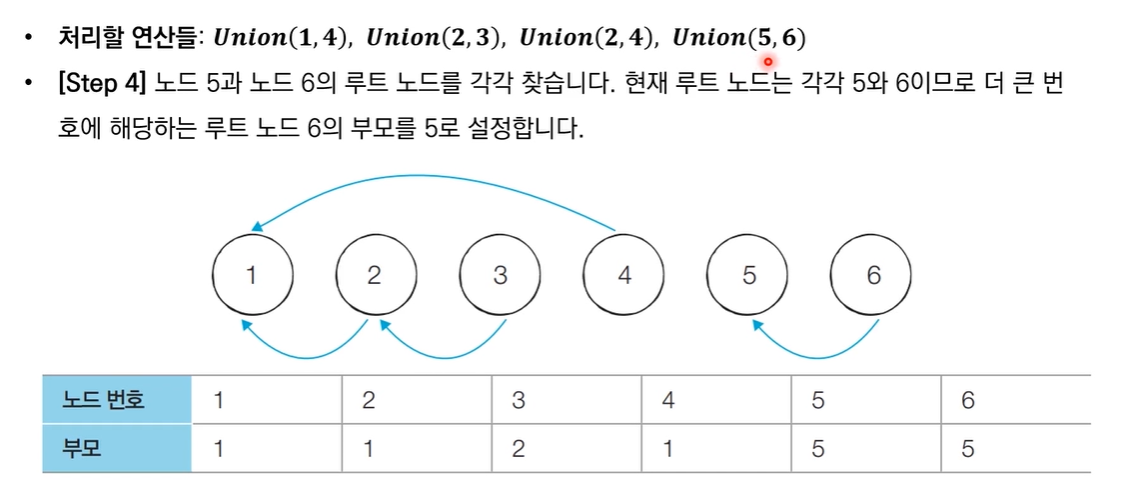 • 처리할 연산들: Union(1,4), Union(2,3), Union(2,4), Union(5,6)
• [Step 4] 노드 5과 노드 6의 루트 노드를 각각 찾습니다. 현재 루트 노드는 각각 5와 6이므로 더 큰 번
호에 해당하는 루트 노드 6의 부모를 5로 설정합니다.
1 2 3 4 5 6
노드 번호 1 2 3 4 5 6
부모 1 1 2 1 5 5